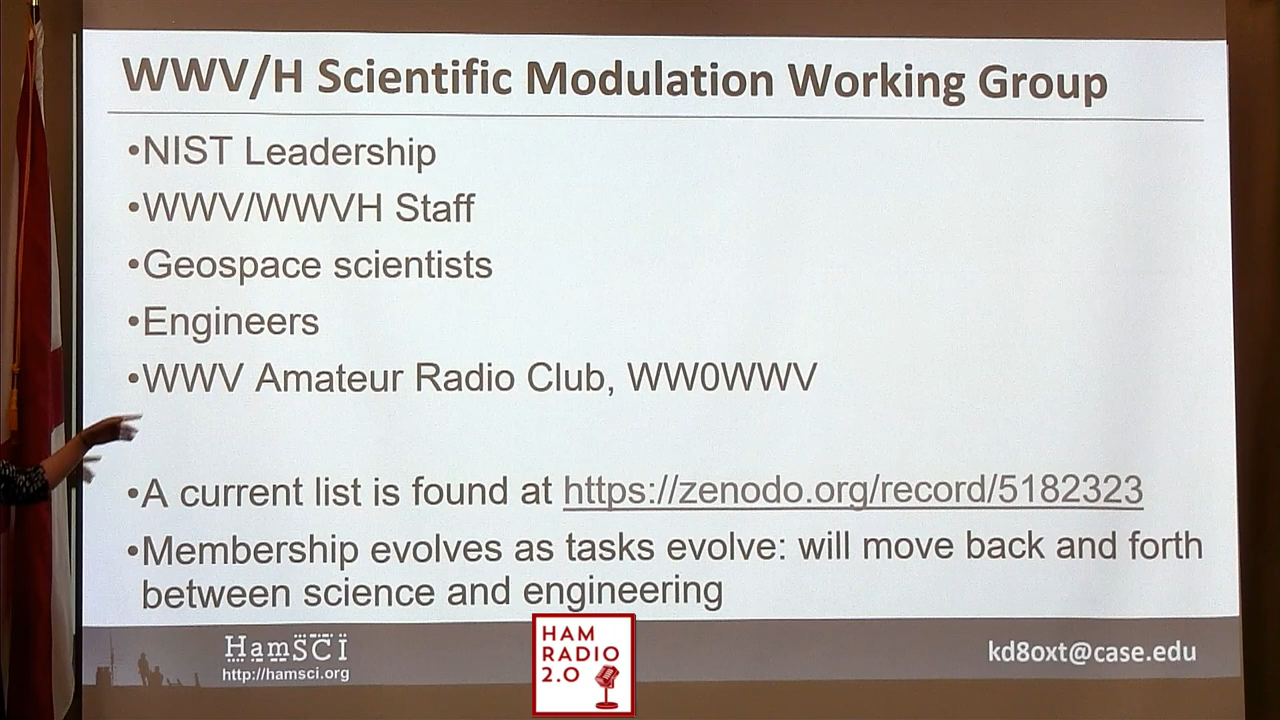 WWV/H Scientific Modulation Working Group
•NIST Leadership
•WWV/WWVH Staff
•Geospace scientists
•Engineers
•WWV Amateur Radio Club, WW0WWV
•A current list is found at https://zenodo.org/record/5182323
•Membership evolves as tasks evolve: will move back and forth
between science and engineering
HamSCI
http://hamsci.org
HAM
RADIO
2.0
kd8oxt@case.edu